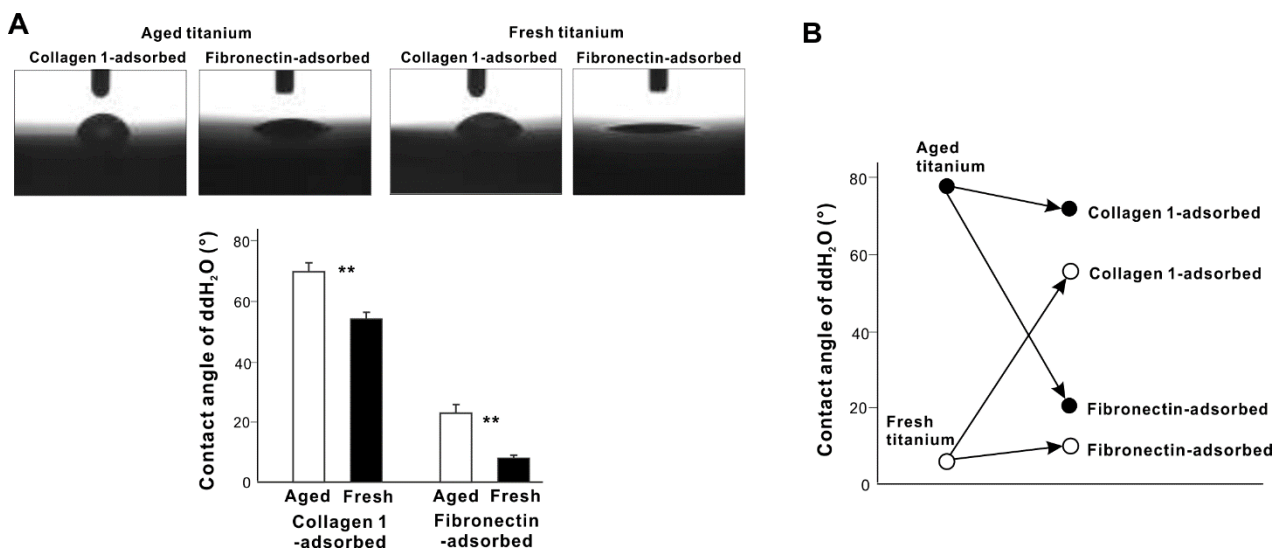 A
Aged titanium
Fresh titanium
Collagen 1-adsorbed
Fibronectin-adsorbed
Collagen 1-adsorbed
Fibronectin-adsorbed
Contact angle of ddH₂O (°)
80
60
40
20
0
**
**
Aged
Fresh
Aged
Fresh
Collagen 1
-adsorbed
Fibronectin
-adsorbed
B
Contact angle of ddH₂O (°)
80
60
40
20
0
Aged
titanium
Fresh
titanium
Collagen 1-adsorbed
Collagen 1-adsorbed
Fibronectin-adsorbed
Fibronectin-adsorbed